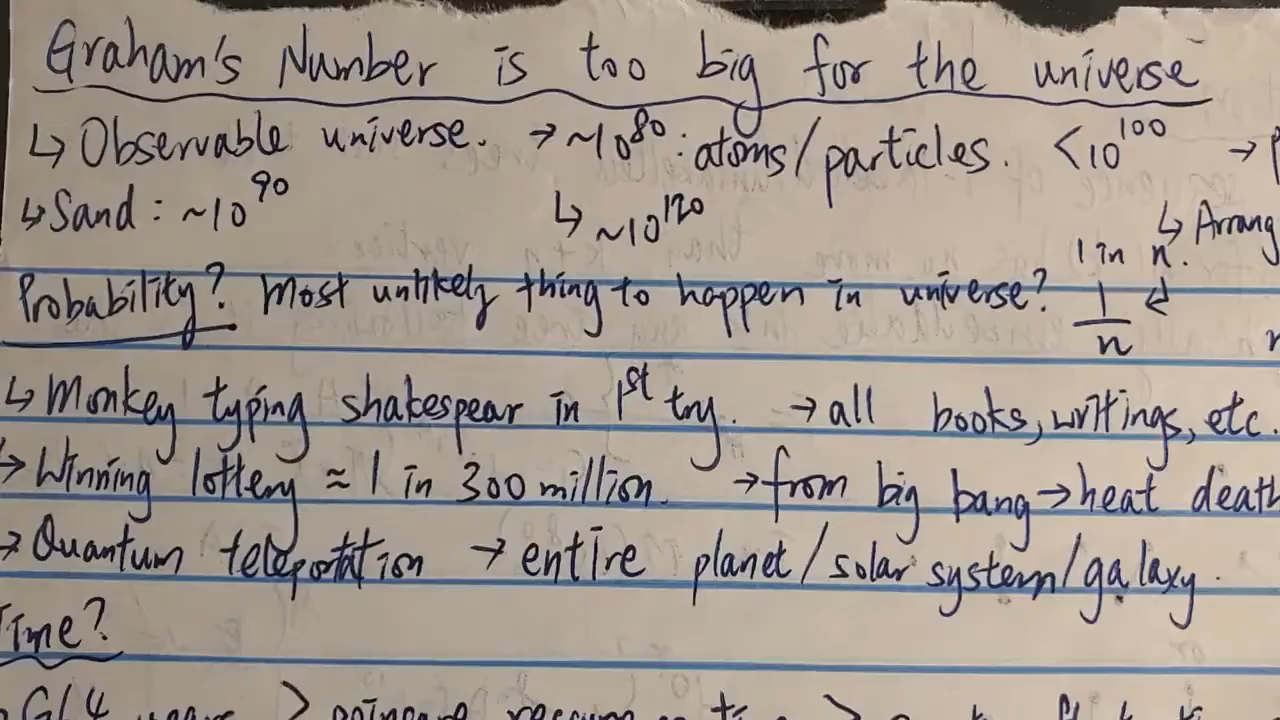 Graham's Number is too big for the universe
↳ Observable universe. → ~10^80 : atoms/particles. <10^100 →
↳ Sand : ~10^90 ↳ ~10^120 ↳ Arrang
1 in n.
Probability? Most unlikely thing to happen in universe? 1/n
↳ Monkey typing shakespear in 1st try. → all books, writings, etc.
↳ Winning lottery ≈ 1 in 300 million. → from big bang → heat death
→ Quantum teleportation → entire planet/solar system/galaxy.
Time?